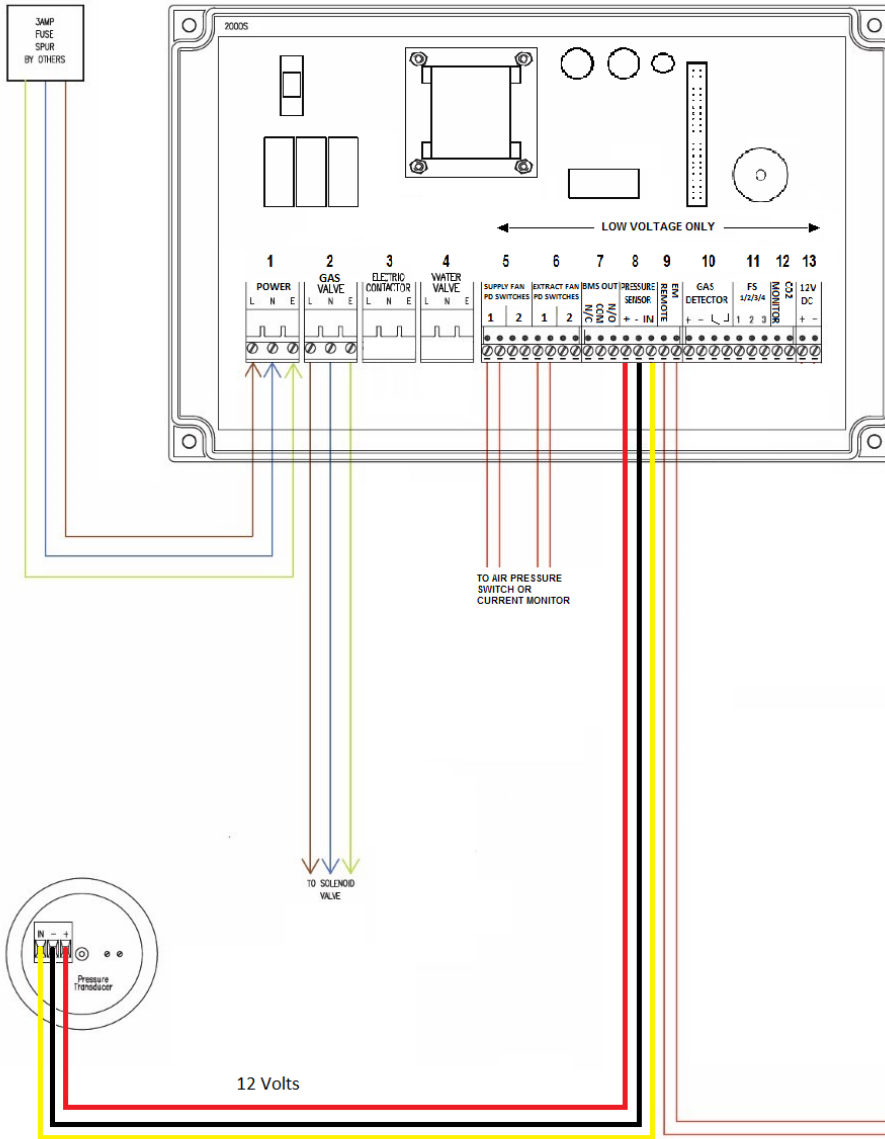 3AMP
FUSE
SPUR
BY OTHERS
2000S
LOW VOLTAGE ONLY
1 2 3 4 5 6 7 8 9 10 11 12 13
POWER
L N E
GAS
VALVE
L N E
ELECTRIC
CONTACTOR
L N E
WATER
VALVE
L N E
SUPPLY FAN
PD SWITCHES
1 2
EXTRACT FAN
PD SWITCHES
1 2
BMS OUT
N/C
COM
N/O
PRESSURE
SENSOR
+ - IN
REMOTE
EM
GAS
DETECTOR
+ -
FS
1/2/3/4
1 2 3
MONITOR
CO2
12V
DC
+ -
TO AIR PRESSURE
SWITCH OR
CURRENT MONITOR
TO SOLENOID
VALVE
IN - +
Pressure
Transducer
12 Volts